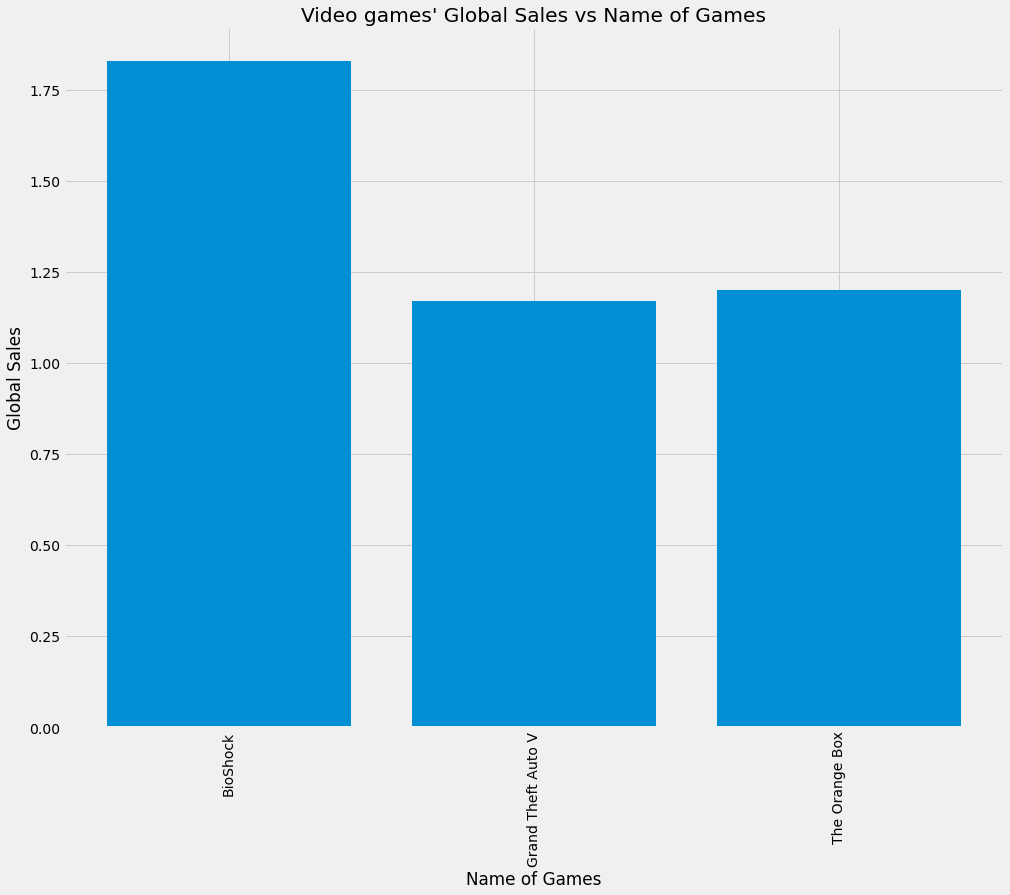 Video games' Global Sales vs Name of Games
1.75
1.50
1.25
1.00
0.75
0.50
0.25
0.00
Global Sales
BioShock
Grand Theft Auto V
The Orange Box
Name of Games